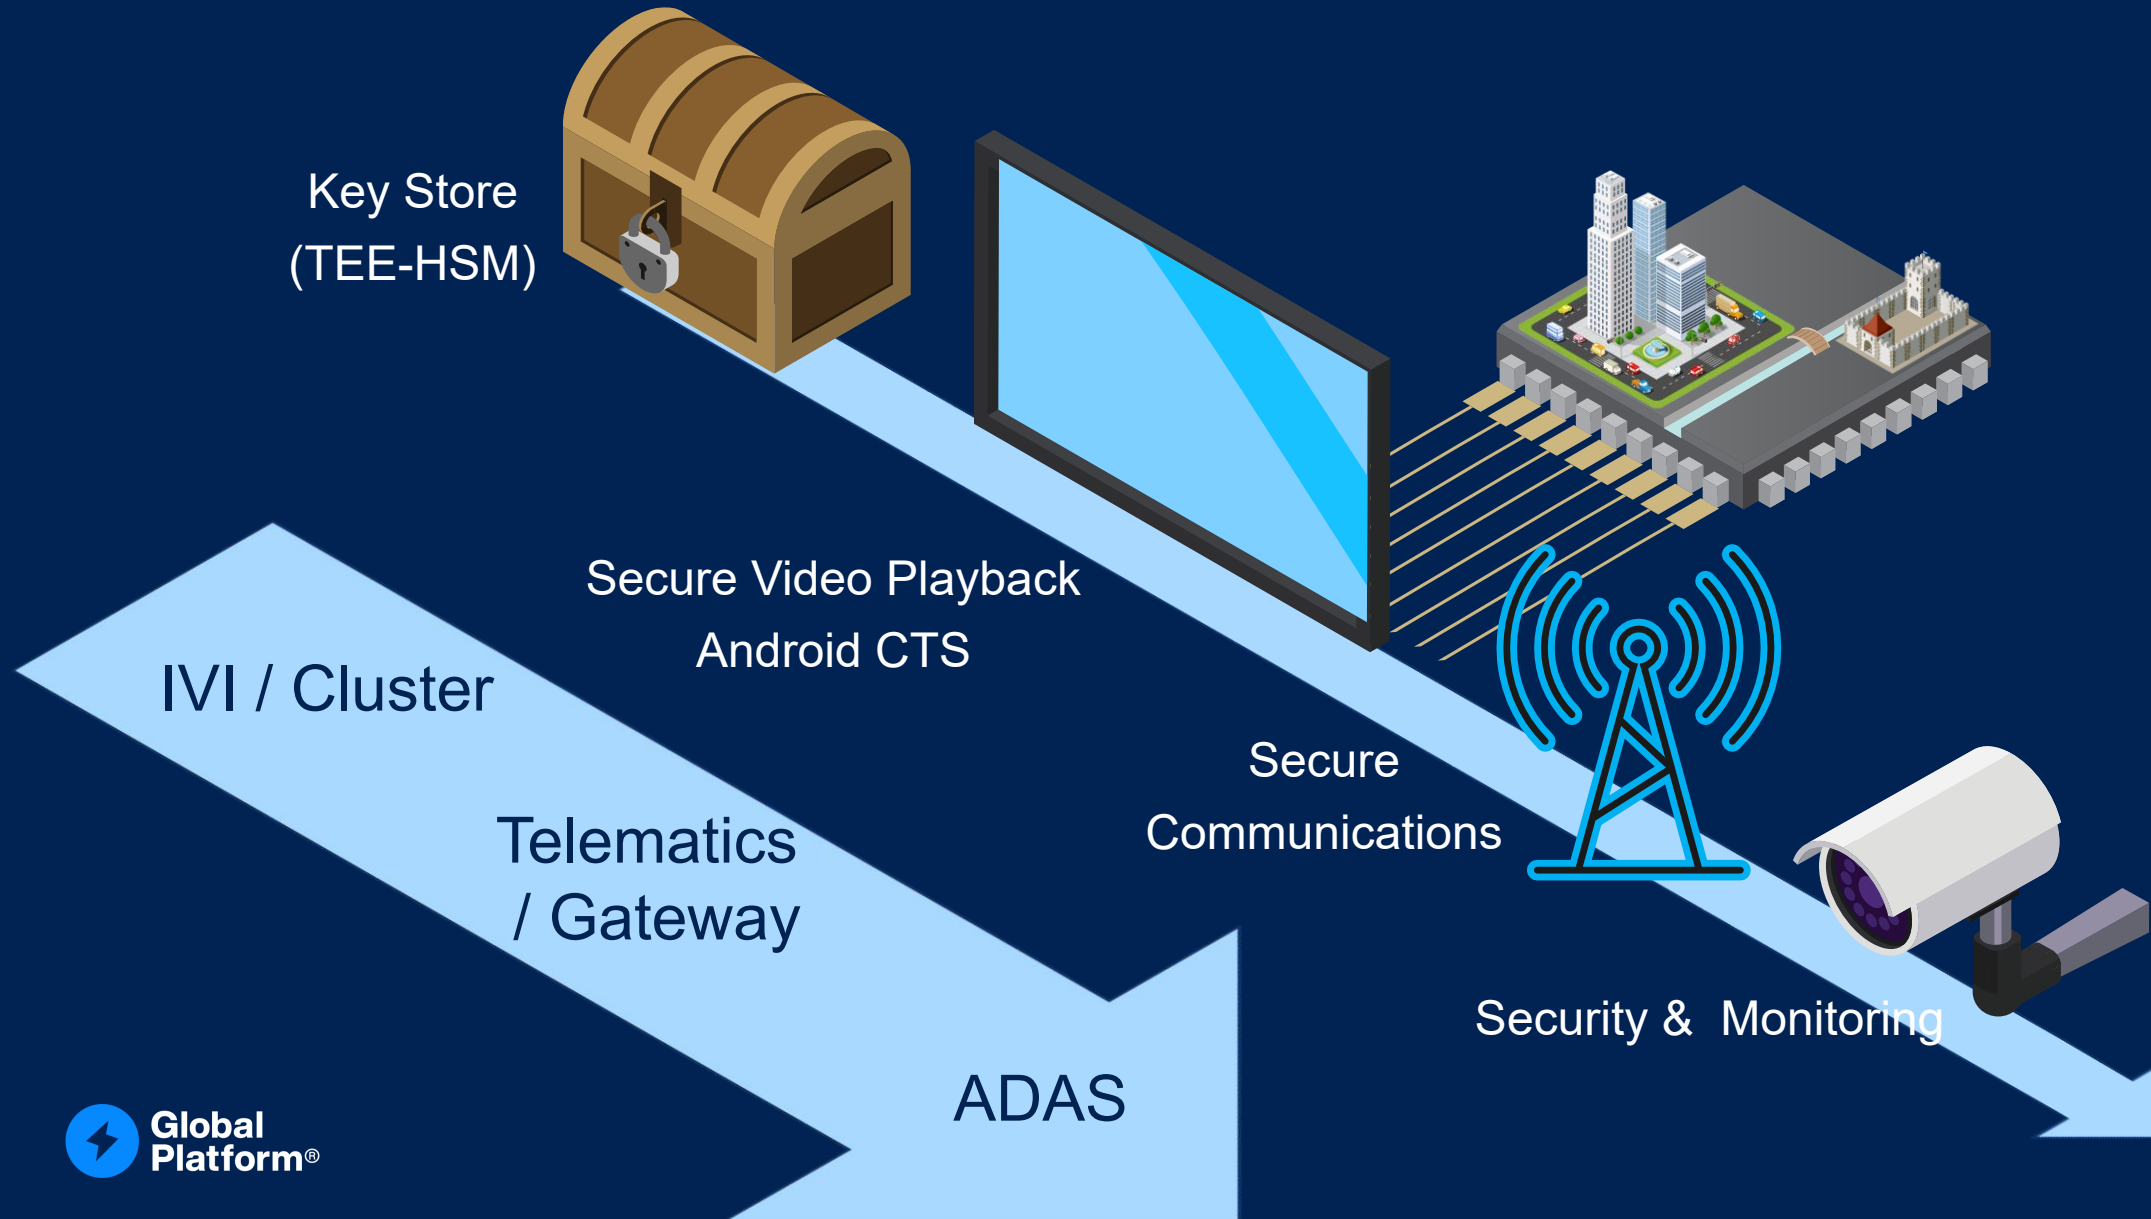 Key Store
(TEE-HSM)
Secure Video Playback
Android CTS
Secure
Communications
Security &  Monitoring
IVI / Cluster
Telematics
/ Gateway
ADAS
Global
Platform®